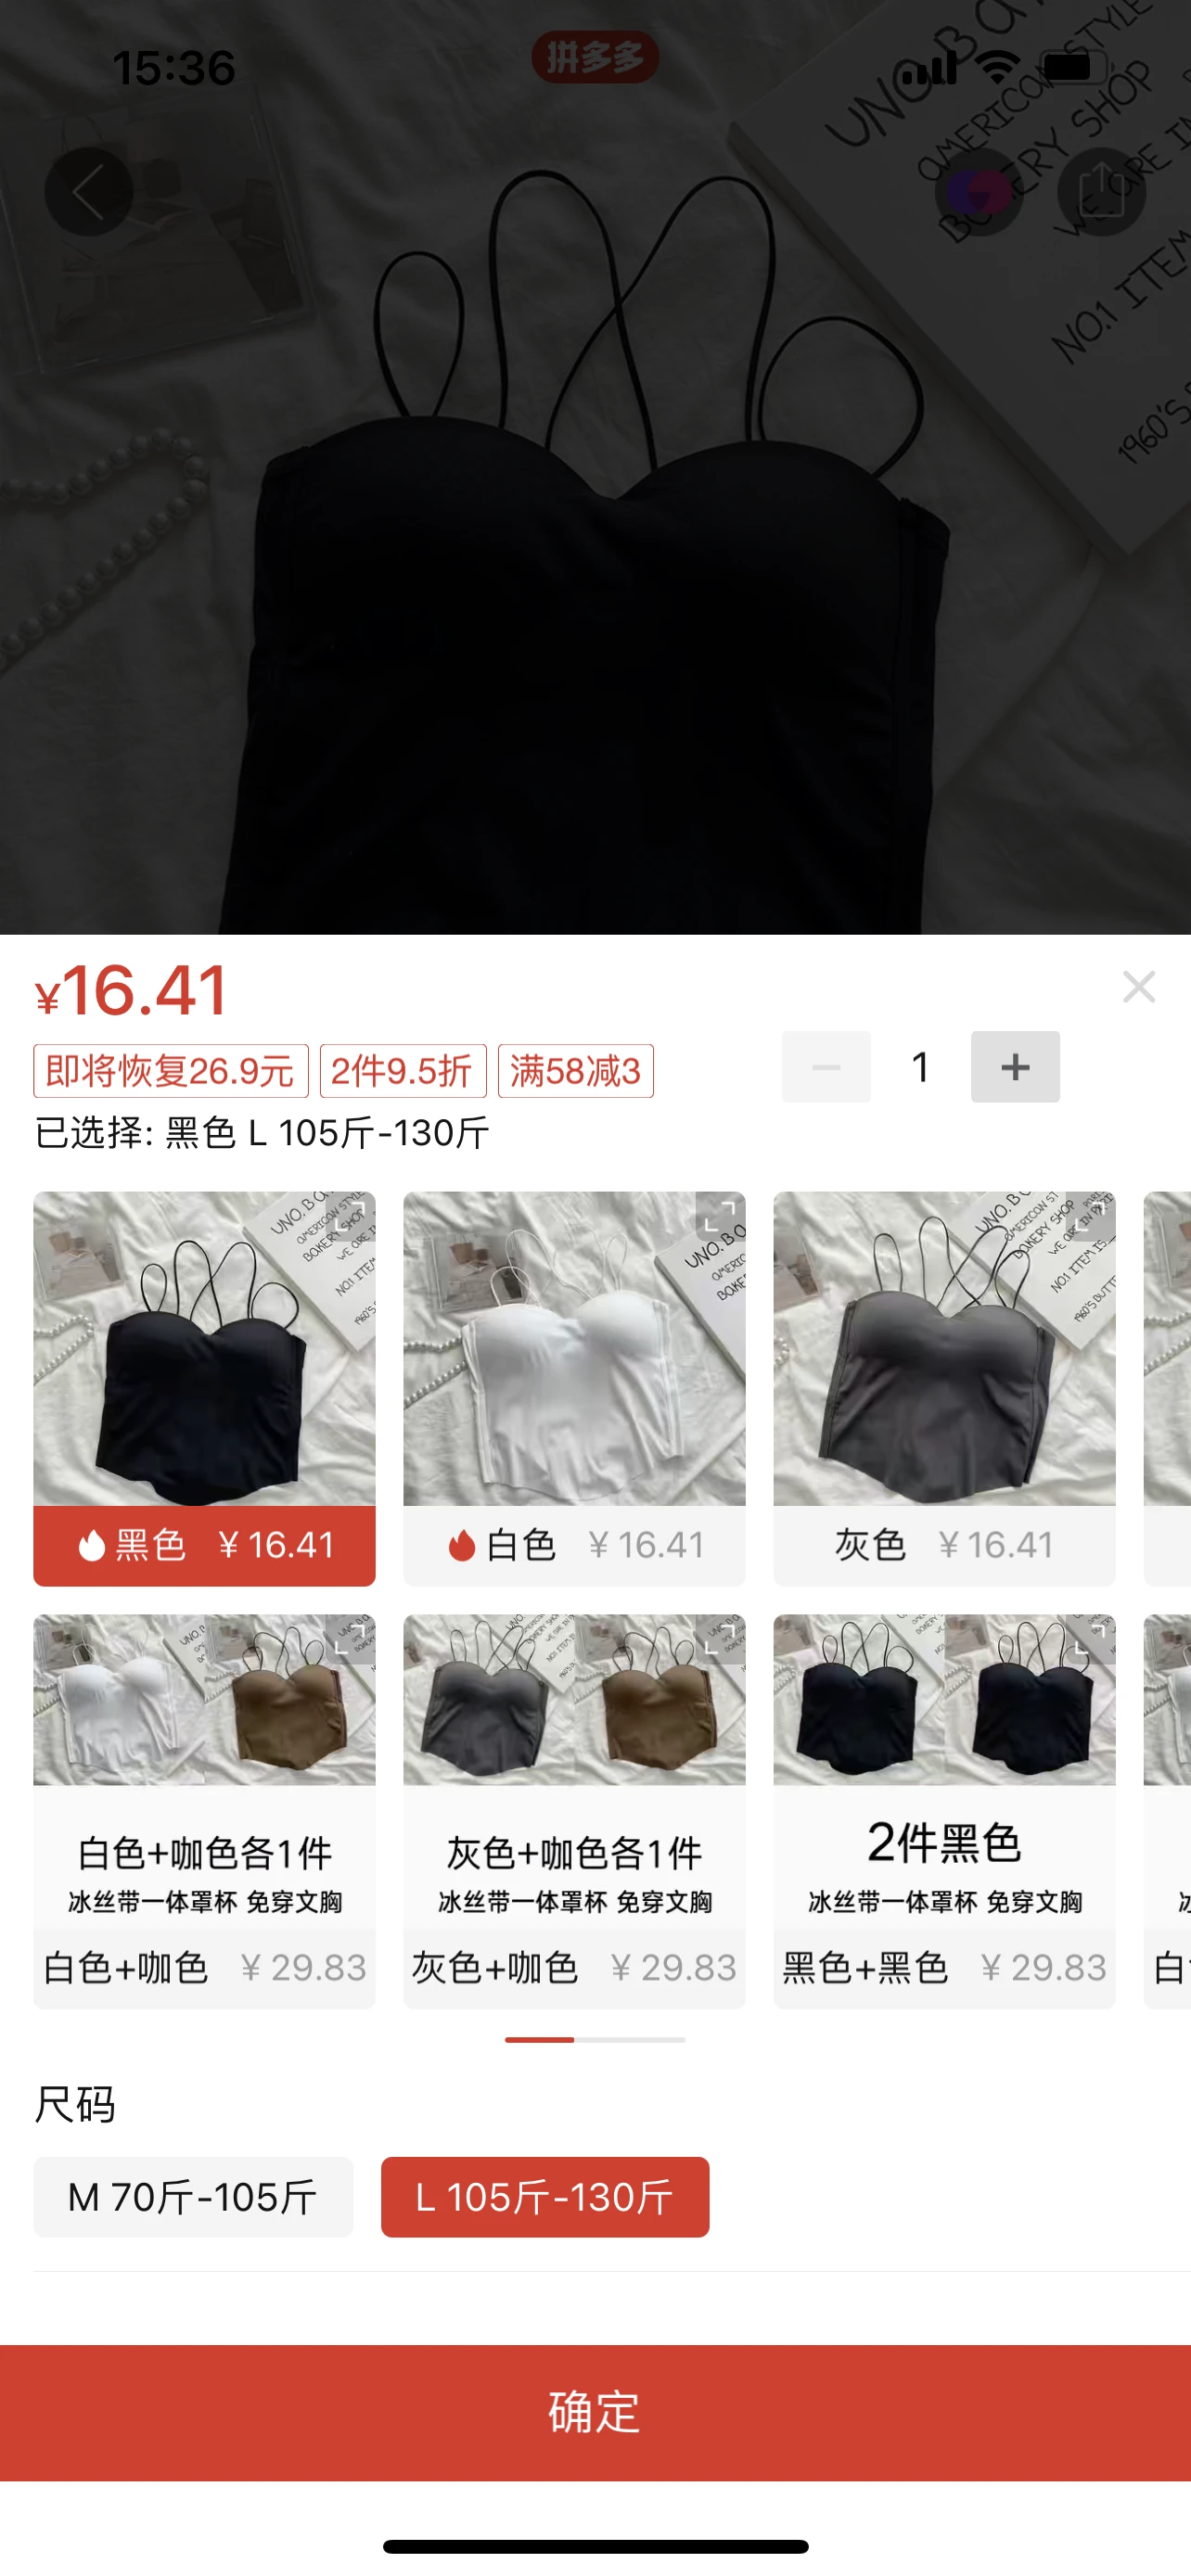 15:36
拼多多
UNO.BO
AMERICON STYLE
BO ERY SHOP
WE ARE IN
NO.1 ITEM
1960'S
¥16.41
即将恢复26.9元 2件9.5折 满58减3
1
已选择: 黑色 L 105斤-130斤
黑色 ¥ 16.41
白色 ¥ 16.41
灰色 ¥ 16.41
白色+咖色各1件
冰丝带一体罩杯 免穿文胸
白色+咖色 ¥ 29.83
灰色+咖色各1件
冰丝带一体罩杯 免穿文胸
灰色+咖色 ¥ 29.83
2件黑色
冰丝带一体罩杯 免穿文胸
黑色+黑色 ¥ 29.83
尺码
M 70斤-105斤
L 105斤-130斤
确定